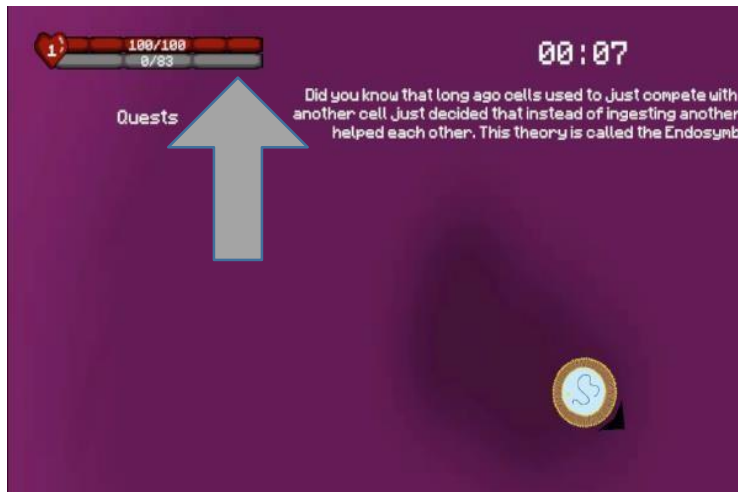 1
100/100
0/83
00:07
Quests
Did you know that long ago cells used to just compete with
another cell just decided that instead of ingesting another
helped each other. This theory is called the Endosymb